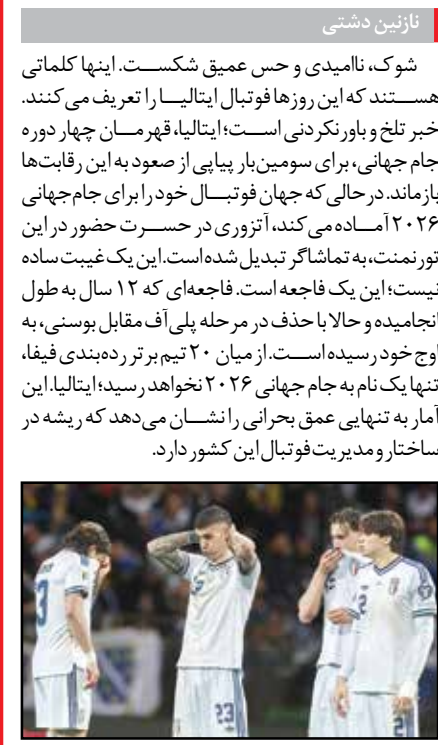 نازنین دشتی
شوک، ناامیدی و حس عمیق شکست. اینها کلماتی
هستند که این روزها فوتبال ایتالیا را تعریف می‌کنند.
خبر تلخ و باورنکردنی است؛ ایتالیا، قهرمان چهار دوره
جام جهانی، برای سومین‌بار پیاپی از صعود به این رقابت‌ها
بازماند. در حالی که جهان فوتبال خود را برای جام‌جهانی
۲۰۲۶ آماده می‌کند، آتزوری در حسرت حضور در این
تورنمنت، به تماشاگر تبدیل شده است. این یک غیبت ساده
نیست؛ این یک فاجعه است. فاجعه‌ای که ۱۲ سال به طول
انجامیده و حالا با حذف در مرحله پلی‌آف مقابل بوسنی، به
اوج خود رسیده است. از میان ۲۰ تیم برتر رده‌بندی فیفا،
تنها یک نام به جام جهانی ۲۰۲۶ نخواهد رسید؛ ایتالیا. این
آمار به تنهایی عمق بحرانی را نشان می‌دهد که ریشه در
ساختار و مدیریت فوتبال این کشور دارد.
3
23
2
2